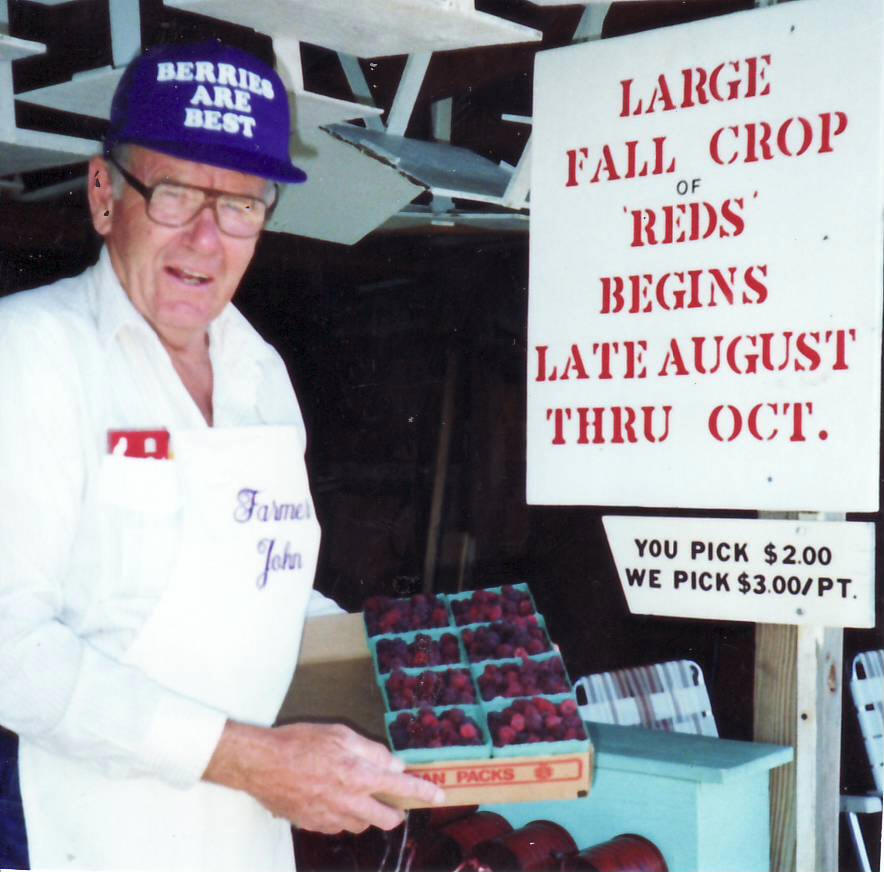 BERRIES
ARE
BEST
LARGE
FALL CROP
OF
'REDS'
BEGINS
LATE AUGUST
THRU OCT.
YOU PICK $2.00
WE PICK $3.00/PT.
Farmer
John
PACKS